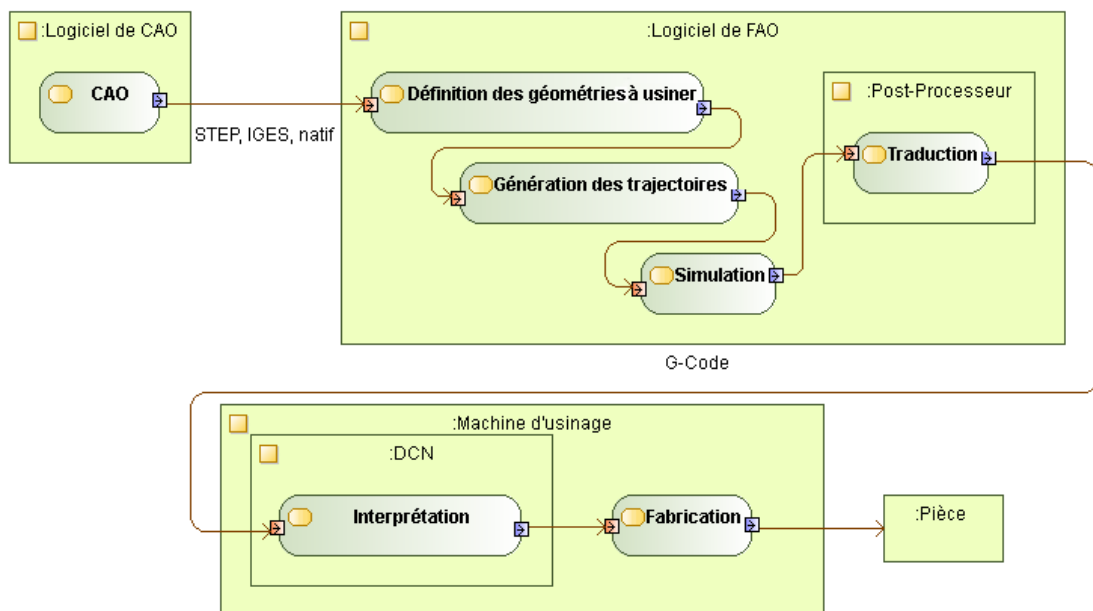 :Logiciel de CAO
CAO
STEP, IGES, natif
:Logiciel de FAO
Définition des géométries à usiner
Génération des trajectoires
Simulation
:Post-Processeur
Traduction
G-Code
:Machine d'usinage
:DCN
Interprétation
Fabrication
:Pièce